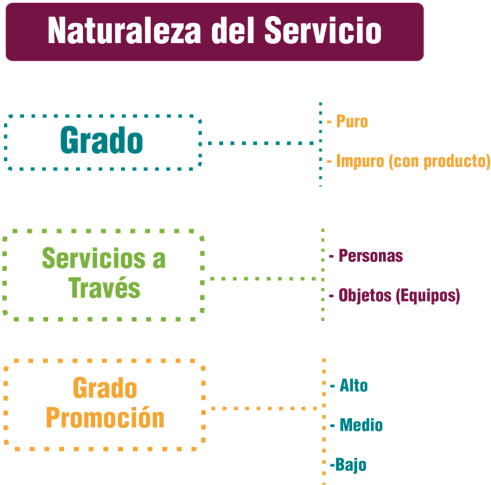 Naturaleza del Servicio
Grado
- Puro
- Impuro (con producto)
Servicios a
Través
- Personas
- Objetos (Equipos)
Grado
Promoción
- Alto
- Medio
-Bajo